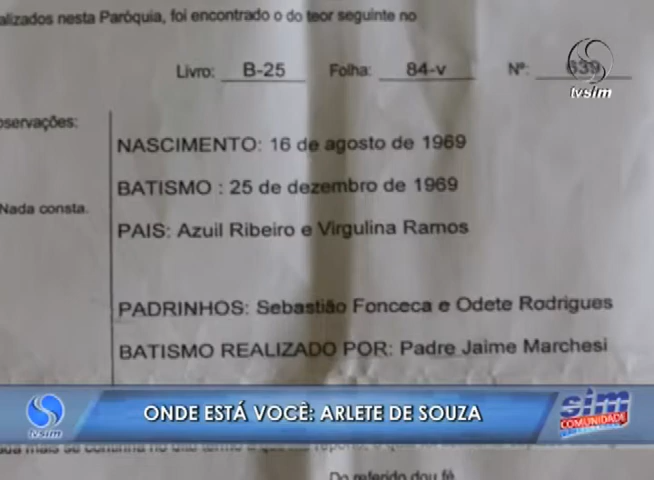 alizados nesta Paróquia, foi encontrado o do teor seguinte no
Livro: B-25 Folha: 84-v Nº: 639
tvsim
bservações:
NASCIMENTO: 16 de agosto de 1969
BATISMO : 25 de dezembro de 1969
Nada consta.
PAIS: Azuil Ribeiro e Virgulina Ramos
PADRINHOS: Sebastião Fonceca e Odete Rodrigues
BATISMO REALIZADO POR: Padre Jaime Marchesi
ONDE ESTÁ VOCÊ: ARLETE DE SOUZA
tvsim
sim
COMUNIDADE
Do referido dou fé